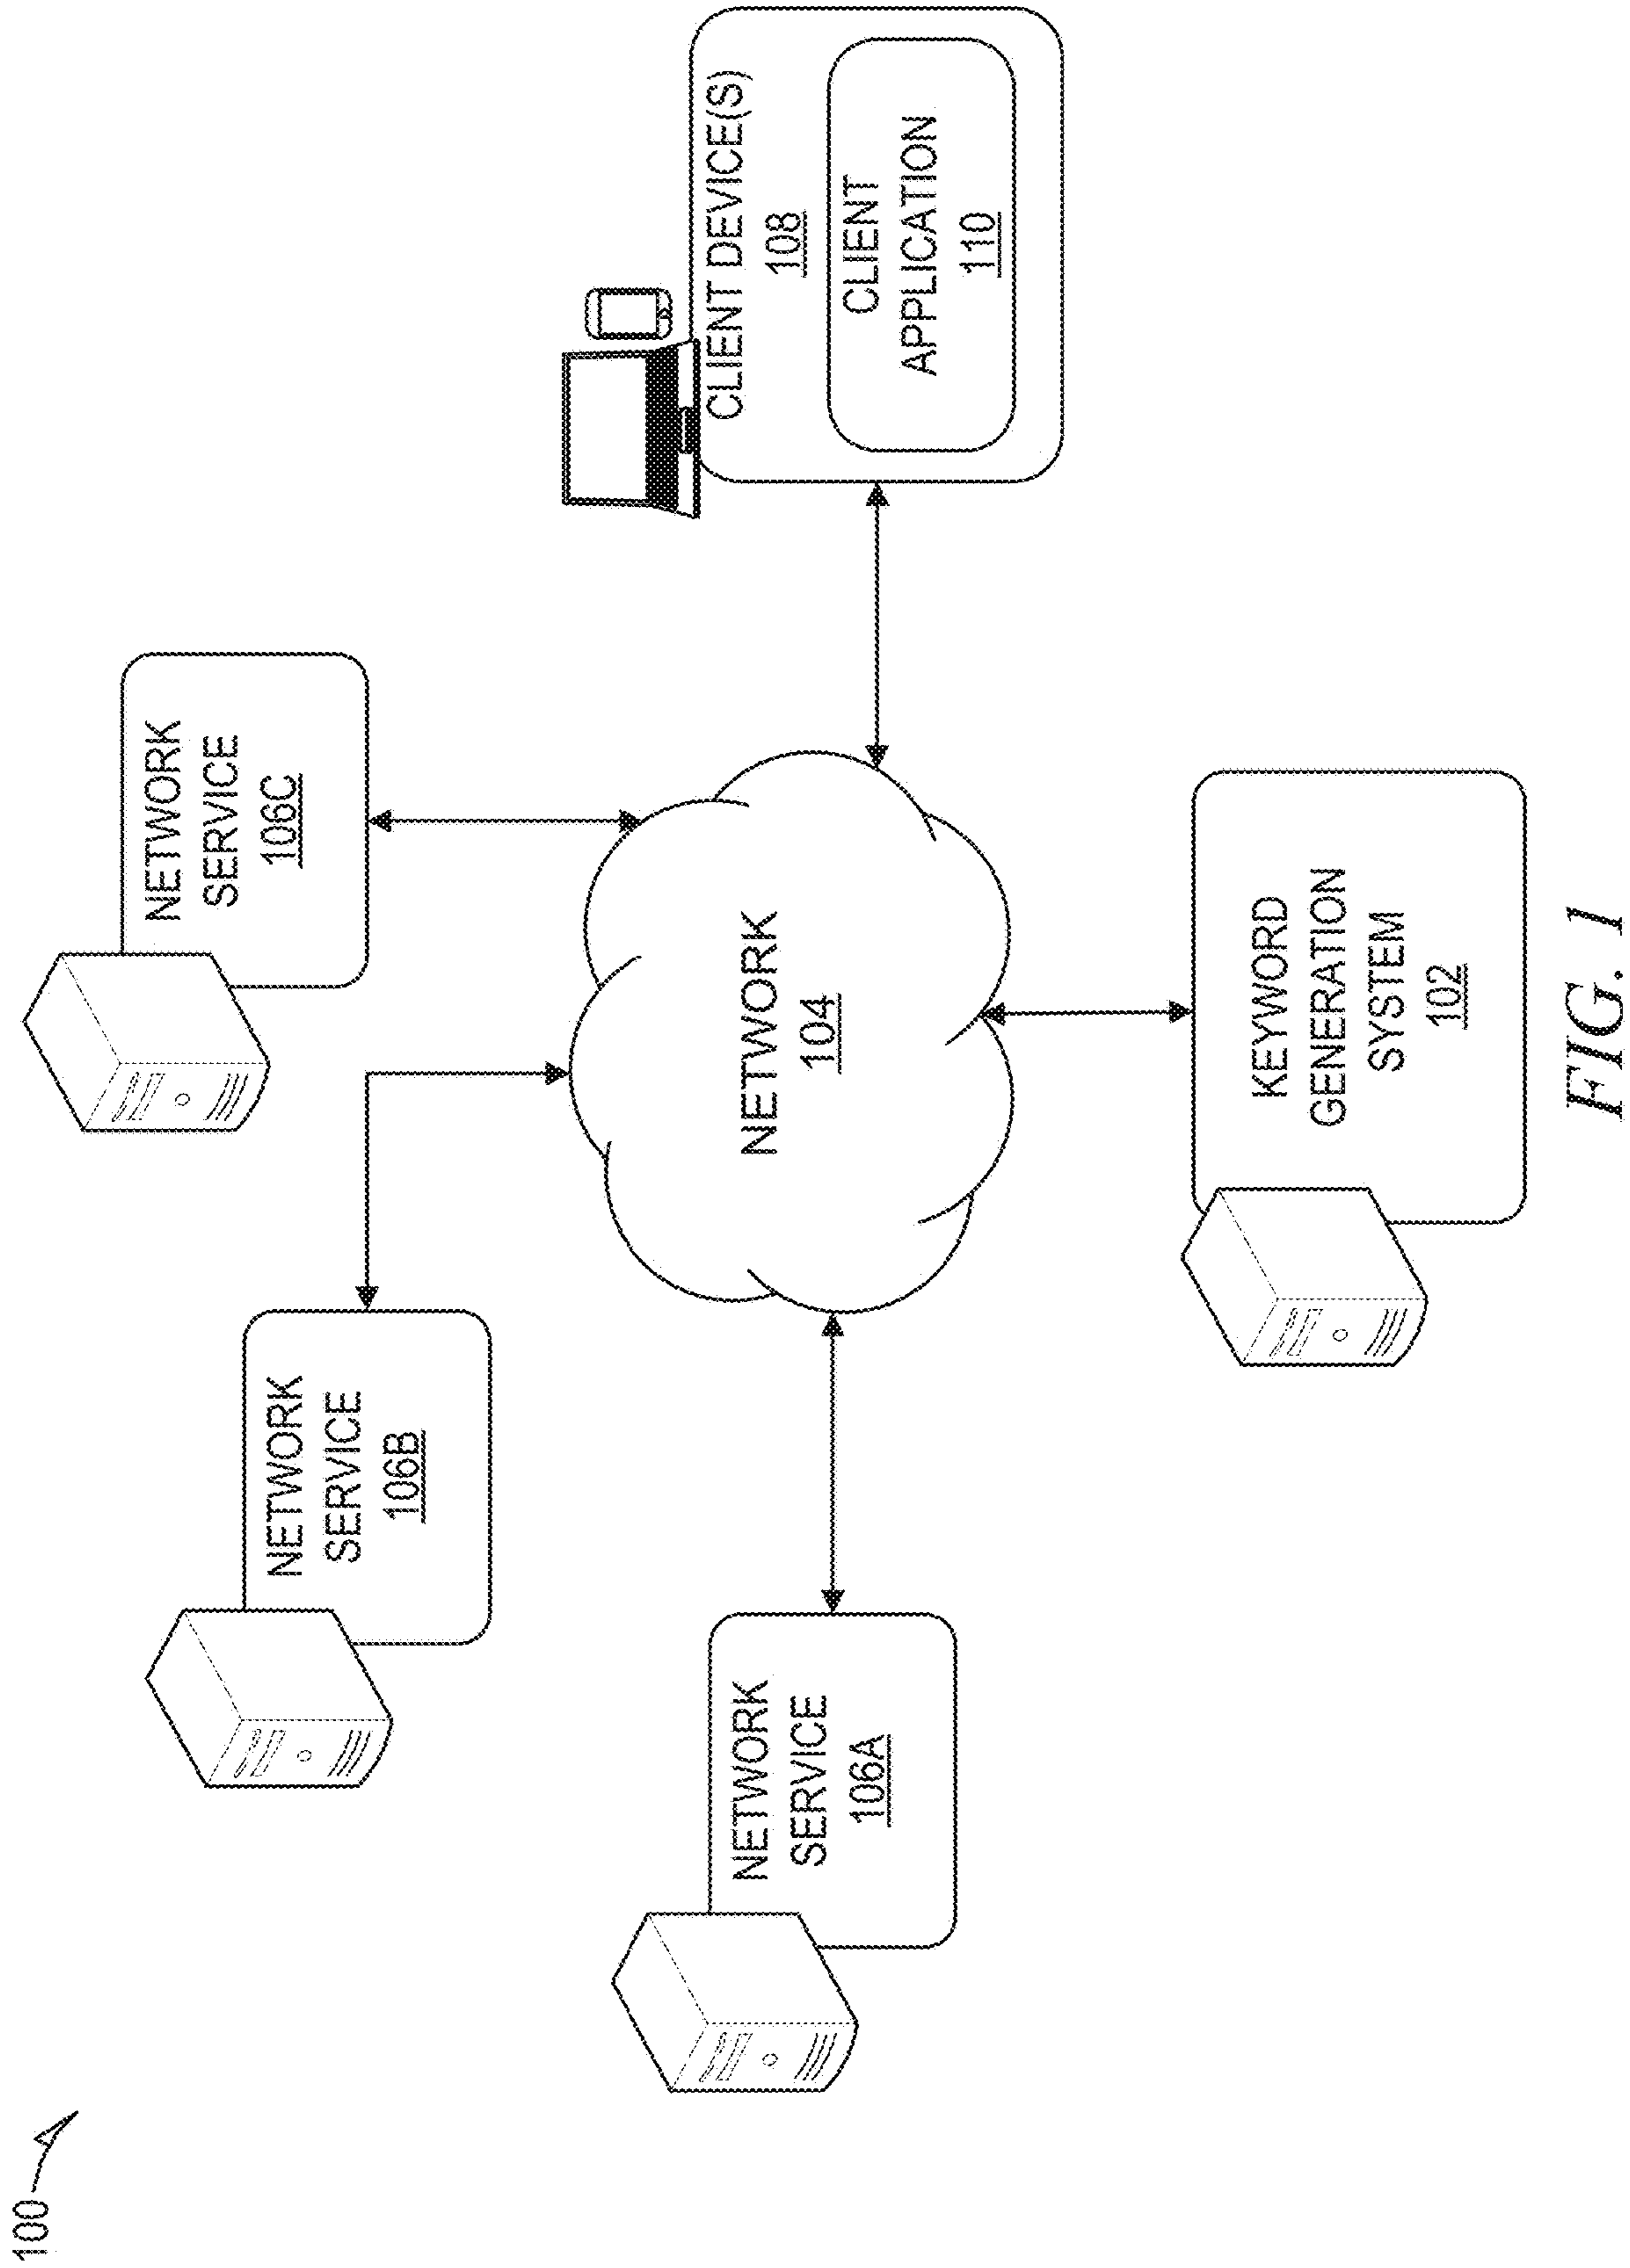 100
NETWORK
SERVICE
106C
NETWORK
SERVICE
106B
NETWORK
SERVICE
106A
NETWORK
104
CLIENT DEVICE(S)
108
CLIENT
APPLICATION
110
KEYWORD
GENERATION
SYSTEM
102
FIG. 1